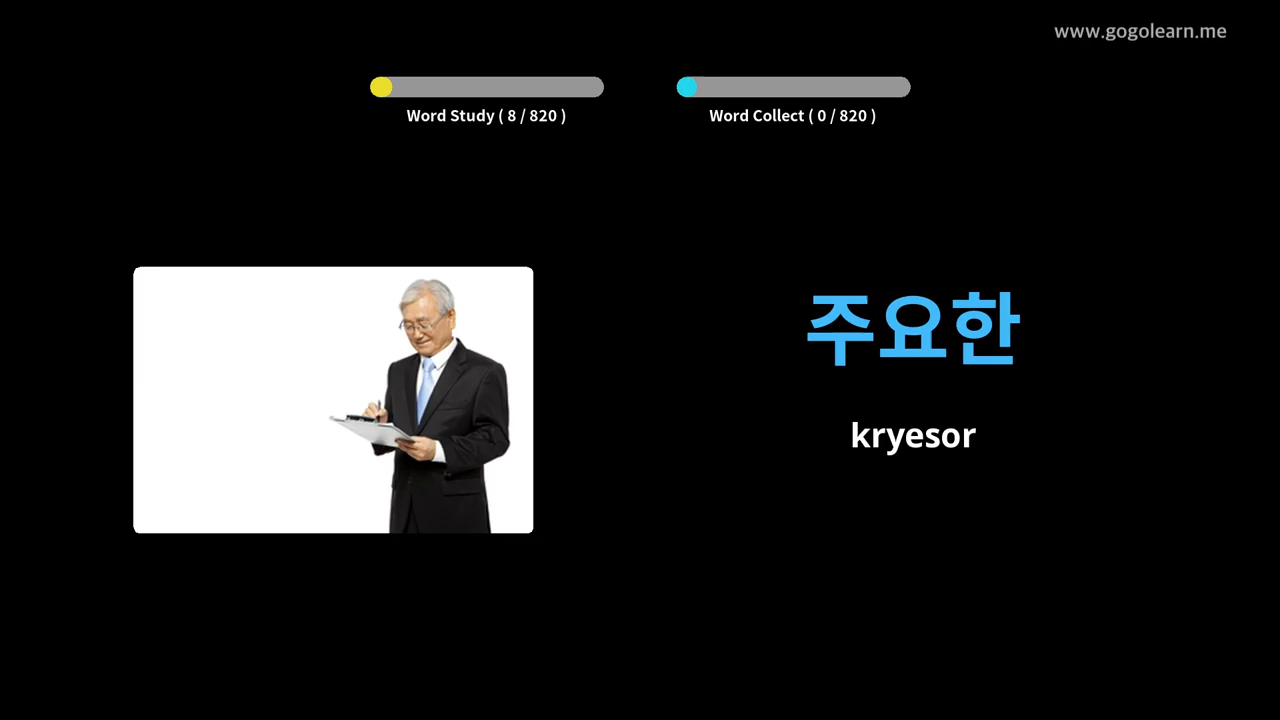 www.gogolearn.me
Word Study ( 8 / 820 )
Word Collect ( 0 / 820 )
주요한
kryesor